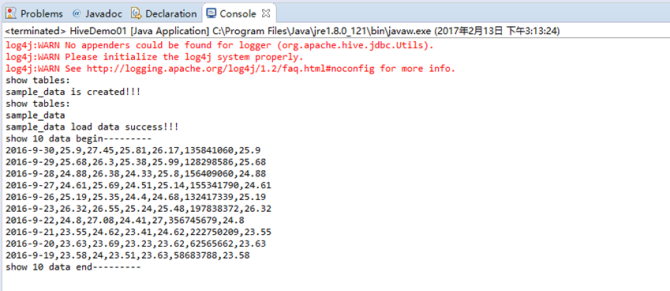 Problems @ Javadoc Declaration Console
<terminated> HiveDemo01 [Java Application] C:\Program Files\Java\jre1.8.0_121\bin\javaw.exe (2017年2月13日 下午3:13:24)
log4j:WARN No appenders could be found for logger (org.apache.hive.jdbc.Utils).
log4j:WARN Please initialize the log4j system properly.
log4j:WARN See http://logging.apache.org/log4j/1.2/faq.html#noconfig for more info.
show tables:
sample_data is created!!!
show tables:
sample_data
sample_data load data success!!!
show 10 data begin---------
2016-9-30,25.9,27.45,25.81,26.17,135841060,25.9
2016-9-29,25.68,26.3,25.38,25.99,128298586,25.68
2016-9-28,24.88,26.38,24.33,25.8,156409060,24.88
2016-9-27,24.61,25.69,24.51,25.14,155341790,24.61
2016-9-26,25.19,25.35,24.4,24.68,132417339,25.19
2016-9-23,26.32,26.55,25.24,25.48,197838372,26.32
2016-9-22,24.8,27.08,24.41,27,356745679,24.8
2016-9-21,23.55,24.62,23.41,24.62,222750209,23.55
2016-9-20,23.63,23.69,23.23,23.62,62565662,23.63
2016-9-19,23.58,24,23.51,23.63,58683788,23.58
show 10 data end---------